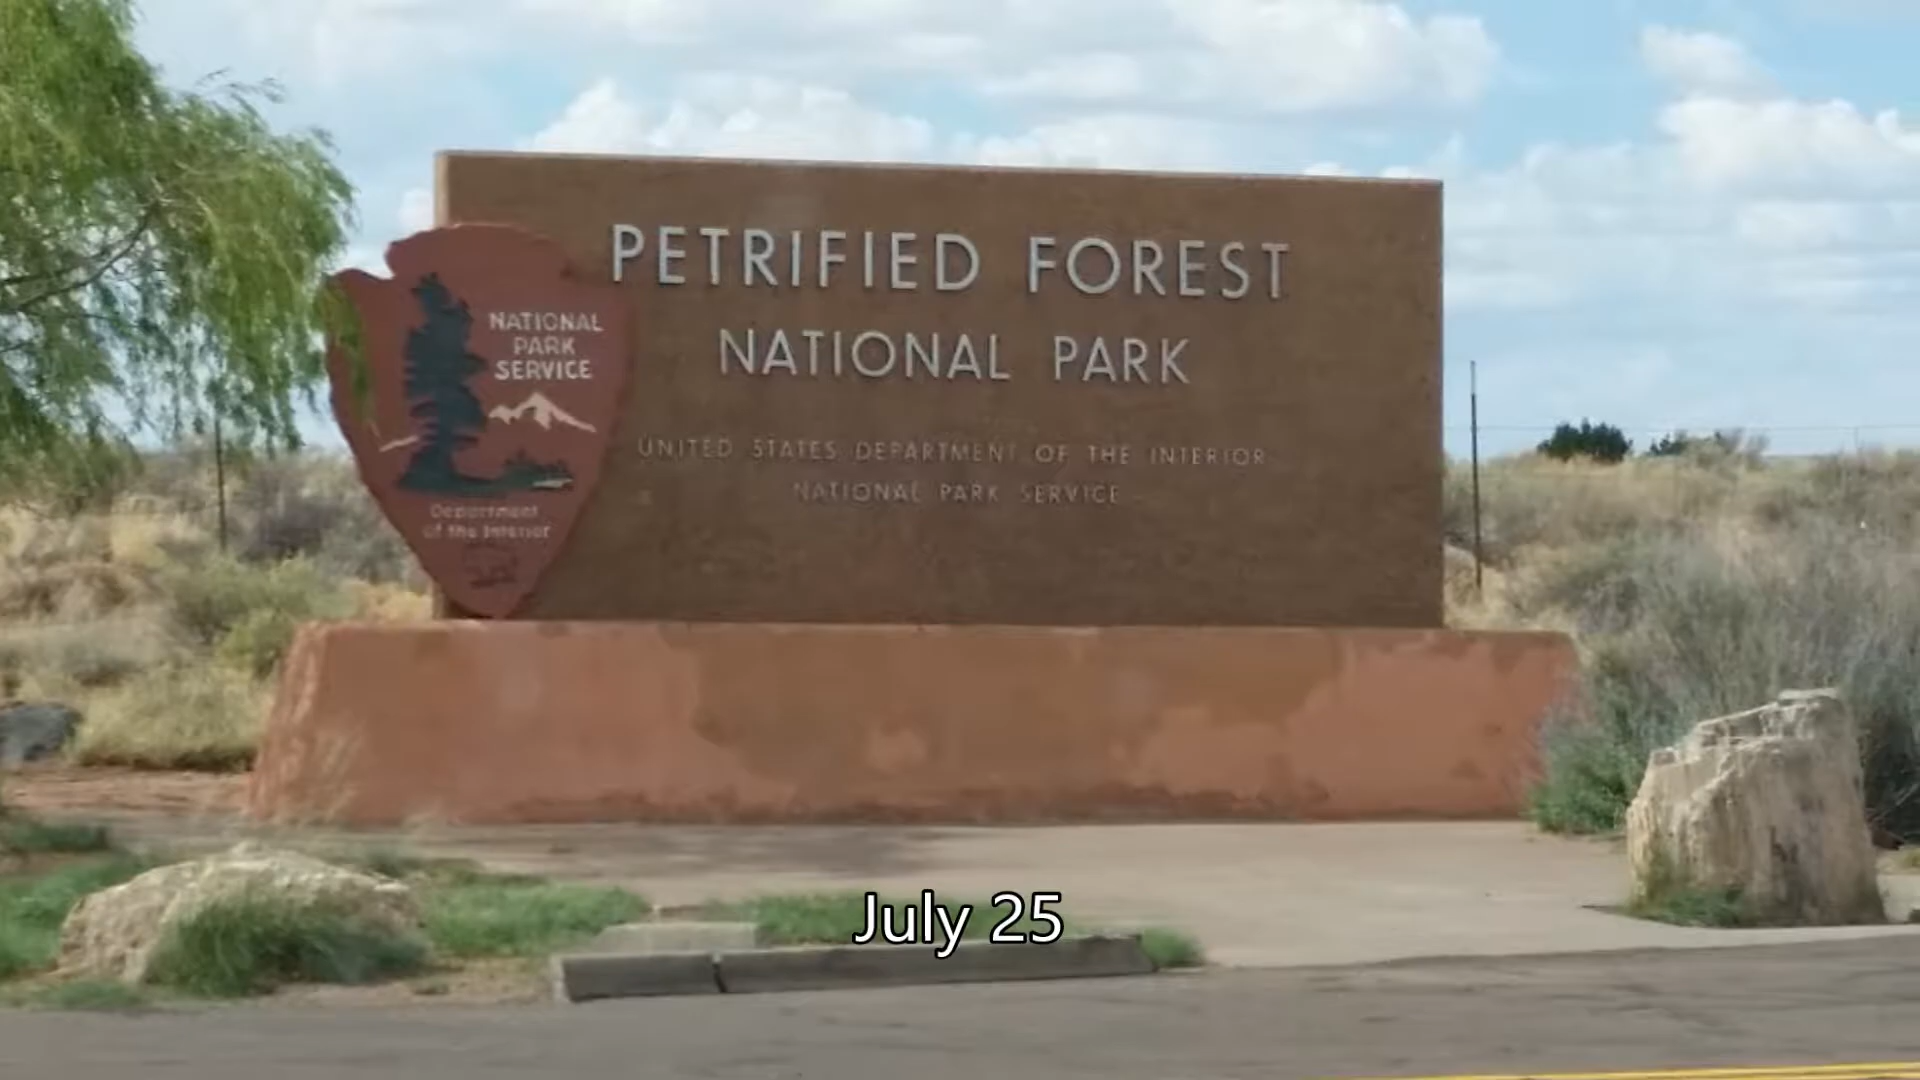 PETRIFIED FOREST
NATIONAL PARK
UNITED STATES DEPARTMENT OF THE INTERIOR
NATIONAL PARK SERVICE
NATIONAL
PARK
SERVICE
Department
of the Interior
July 25